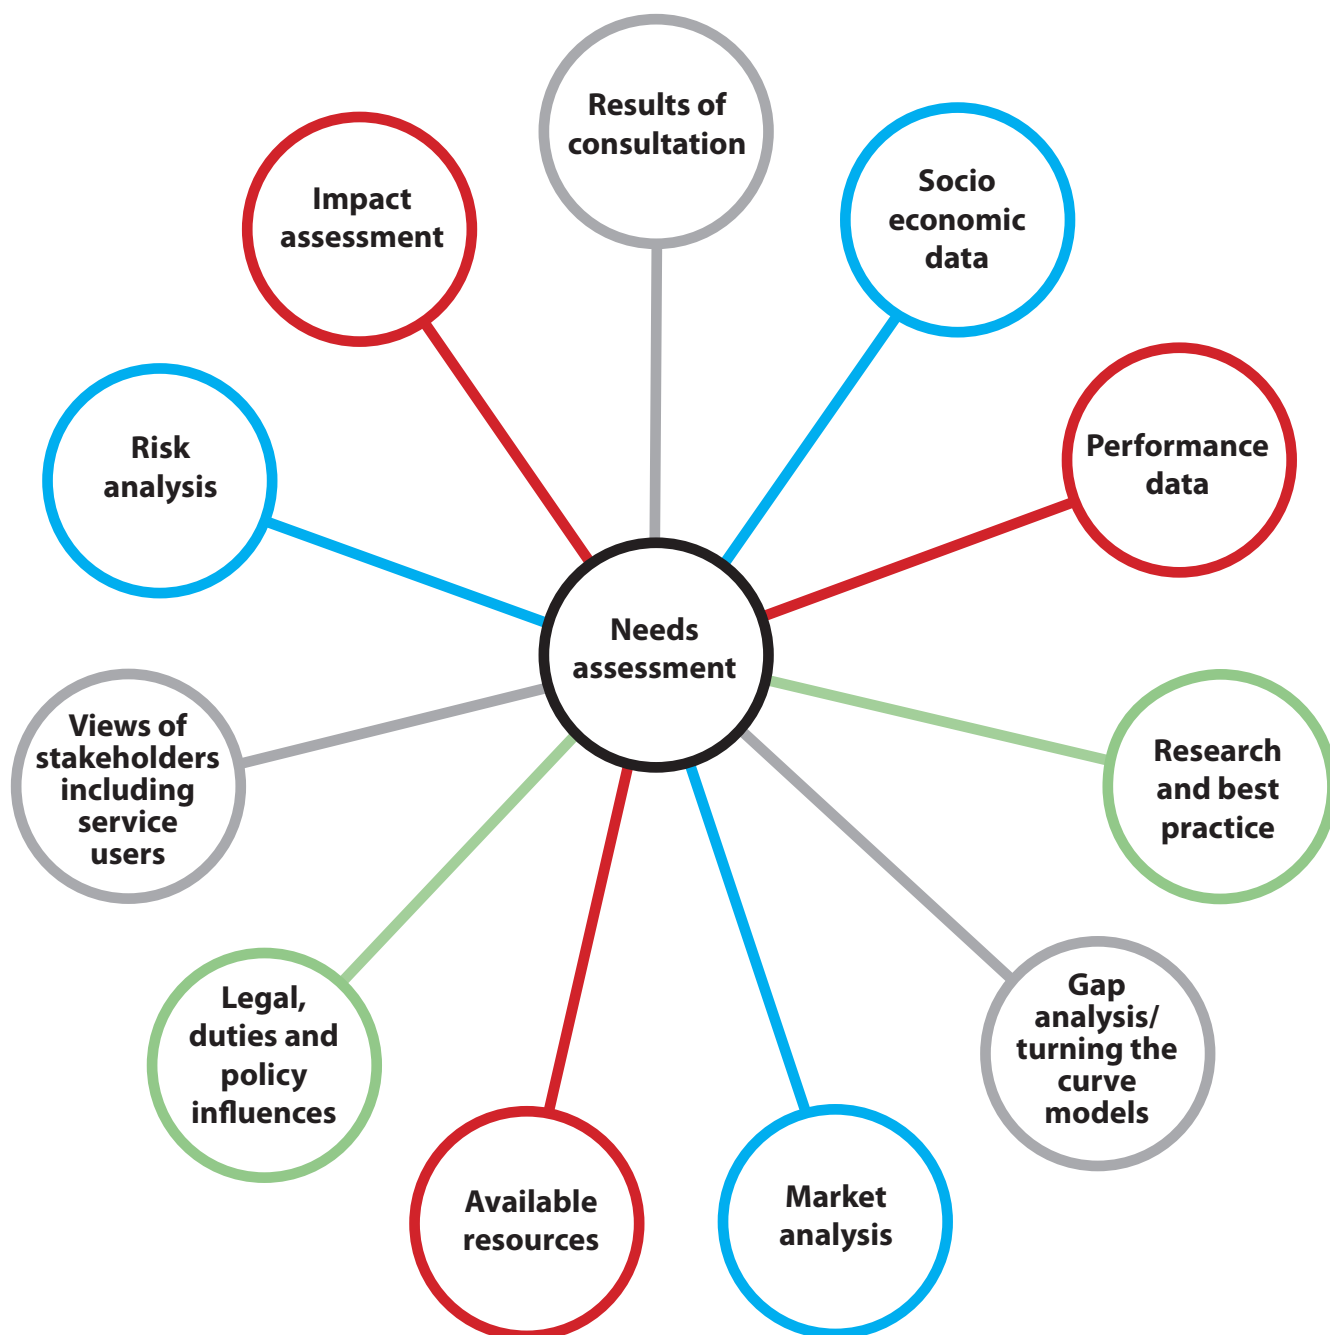 Results of
consultation
Socio
economic
data
Performance
data
Research
and best
practice
Gap
analysis/
turning the
curve
models
Market
analysis
Available
resources
Legal,
duties and
policy
influences
Views of
stakeholders
including
service
users
Risk
analysis
Impact
assessment
Needs
assessment